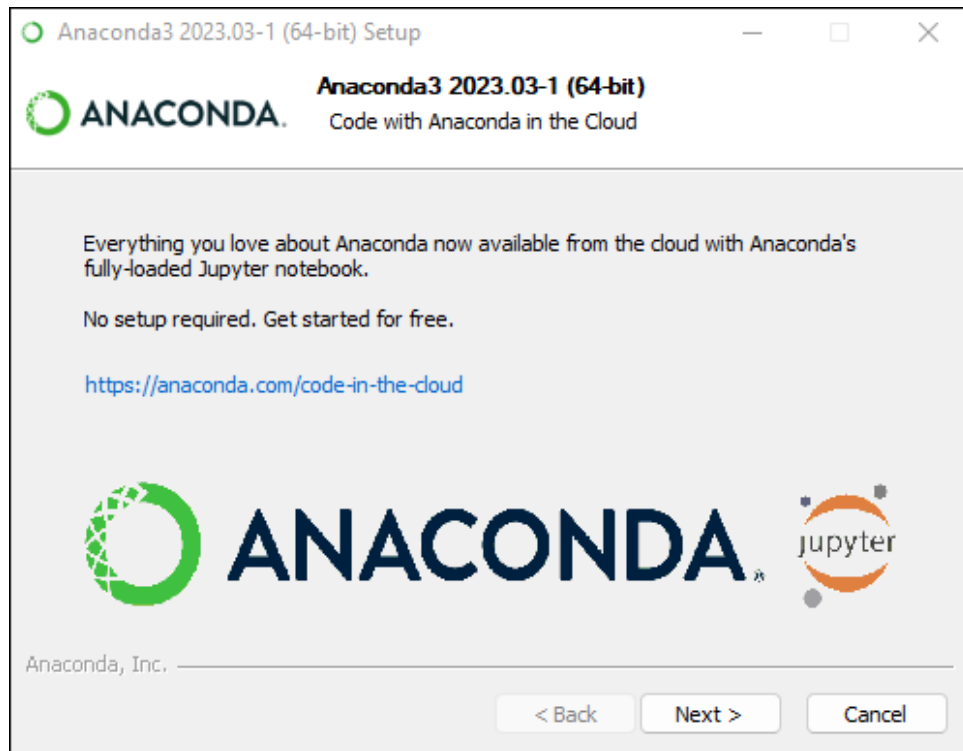 Anaconda3 2023.03-1 (64-bit) Setup
ANACONDA.
Anaconda3 2023.03-1 (64-bit)
Code with Anaconda in the Cloud
Everything you love about Anaconda now available from the cloud with Anaconda's
fully-loaded Jupyter notebook.
No setup required. Get started for free.
https://anaconda.com/code-in-the-cloud
ANACONDA.®
jupyter
Anaconda, Inc.
< Back
Next >
Cancel